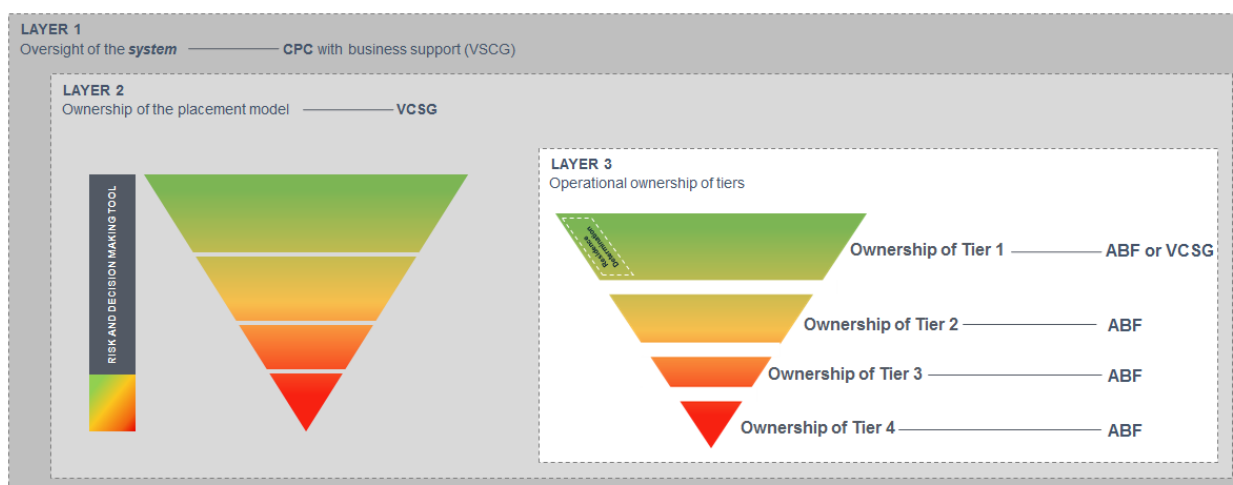 LAYER 1
Oversight of the system CPC with business support (VSCG)
LAYER 2
Ownership of the placement model VCSG
RISK AND DECISION MAKING TOOL
LAYER 3
Operational ownership of tiers
Residence
Determination
Ownership of Tier 1 ABF or VCSG
Ownership of Tier 2 ABF
Ownership of Tier 3 ABF
Ownership of Tier 4 ABF